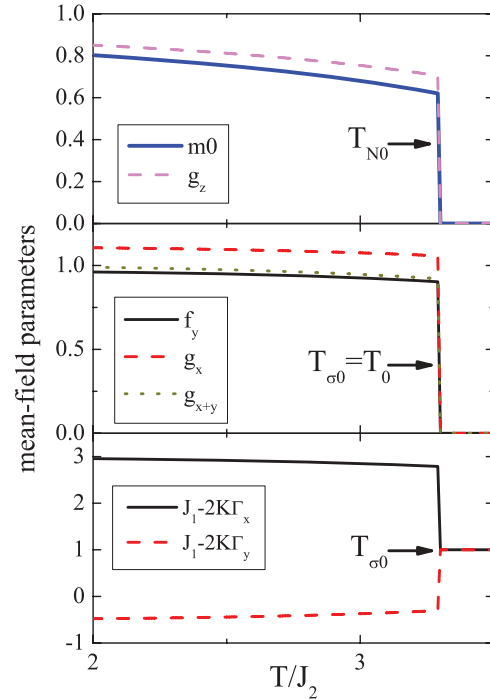 1.0
0.8
0.6
0.4
0.2
0.0
m0
g_z
T_N0
1.0
0.5
0.0
f_y
g_x
g_x+y
T_σ0=T_0
mean-field parameters
3
2
1
0
-1
J_1-2KΓ_x
J_1-2KΓ_y
T_σ0
2
3
T/J_2